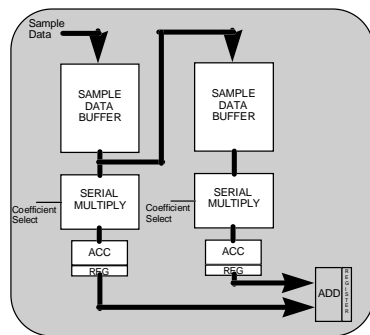 Sample
Data
SAMPLE
DATA
BUFFER
SAMPLE
DATA
BUFFER
SERIAL
MULTIPLY
Coefficient
Select
SERIAL
MULTIPLY
Coefficient
Select
ACC
REG
ACC
REG
ADD
REGISTER